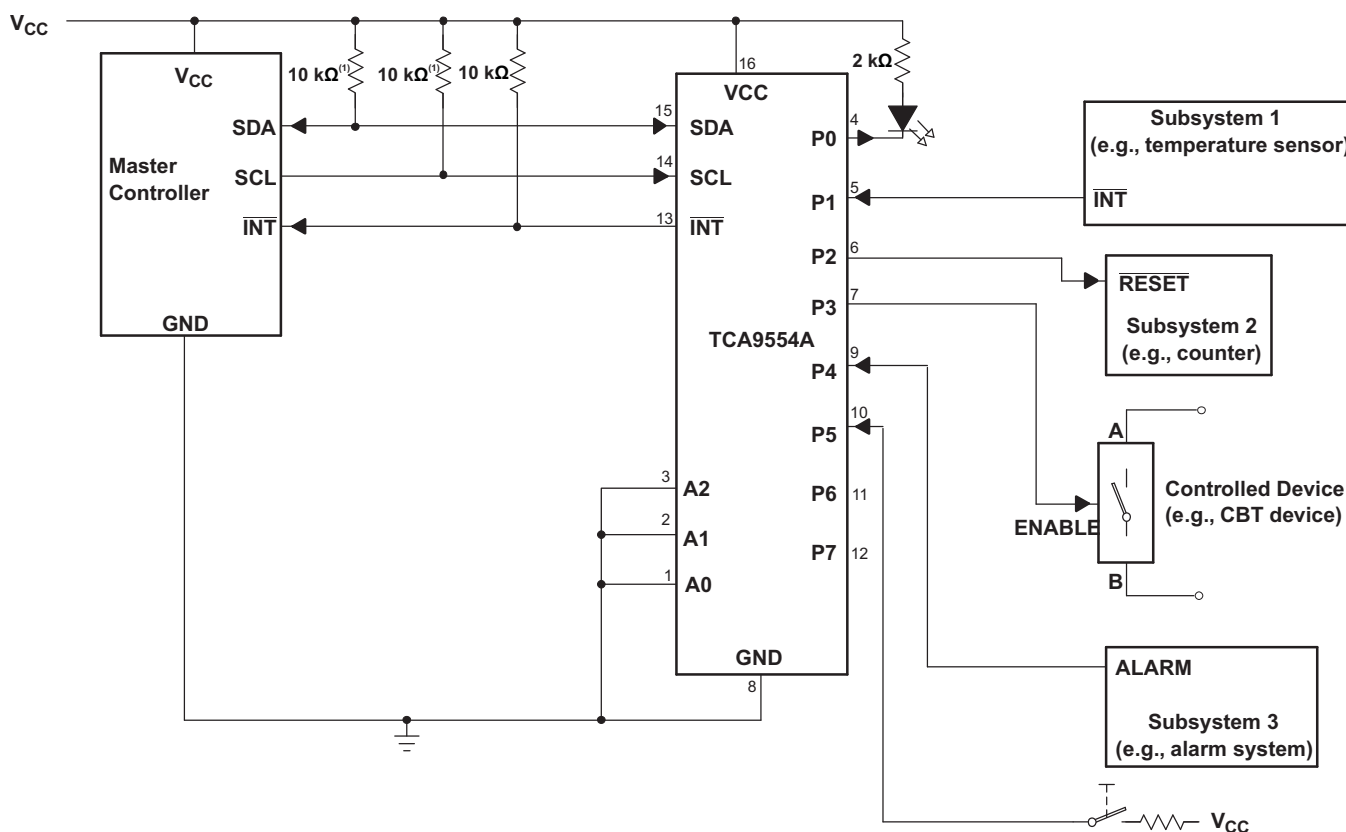 VCC
VCC
10 kΩ(1)
10 kΩ(1)
10 kΩ
2 kΩ
Master
Controller
SDA
SCL
INT
GND
15
14
13
16
VCC
SDA
SCL
INT
TCA9554A
3
A2
2
A1
1
A0
GND
8
P0
4
P1
5
P2
6
P3
7
P4
9
P5
10
P6
11
P7
12
Subsystem 1
(e.g., temperature sensor)
INT
RESET
Subsystem 2
(e.g., counter)
A
ENABLE
B
Controlled Device
(e.g., CBT device)
ALARM
Subsystem 3
(e.g., alarm system)
VCC